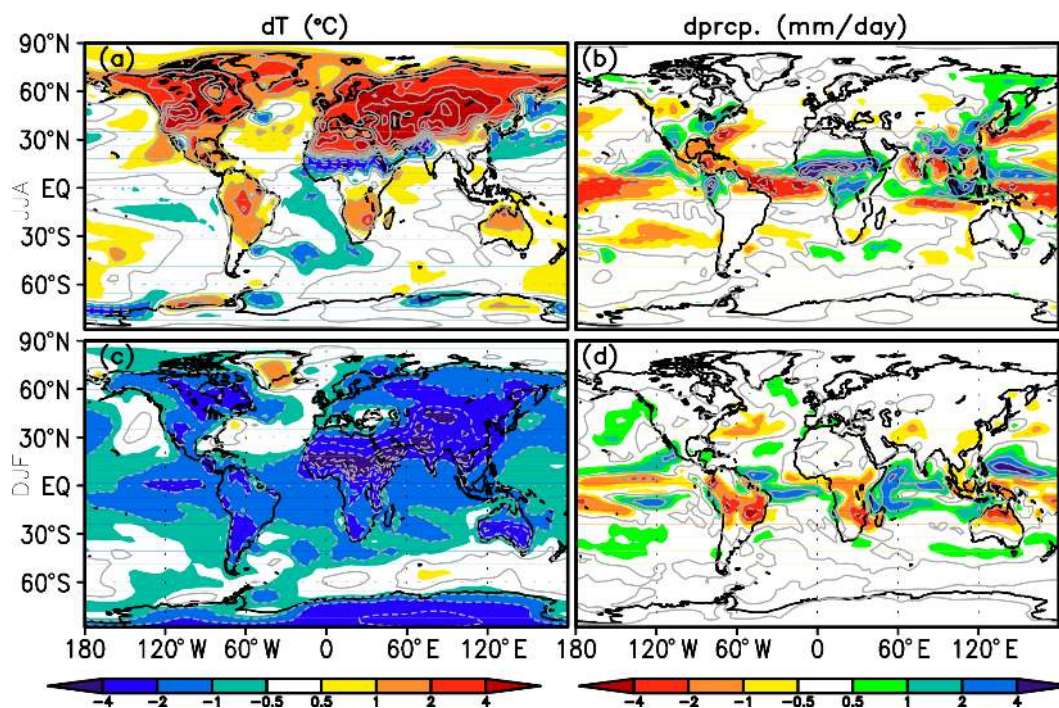 dT (°C) dprcp. (mm/day)
90°N (a) (b)
60°N
30°N
EQ
30°S
60°S
JJA
90°N (c) (d)
60°N
30°N
EQ
30°S
60°S
DJF
180 120°W 60°W 0 60°E 120°E 180 120°W 60°W 0 60°E 120°E
-4 -2 -1 -0.5 0.5 1 2 4 -4 -2 -1 -0.5 0.5 1 2 4